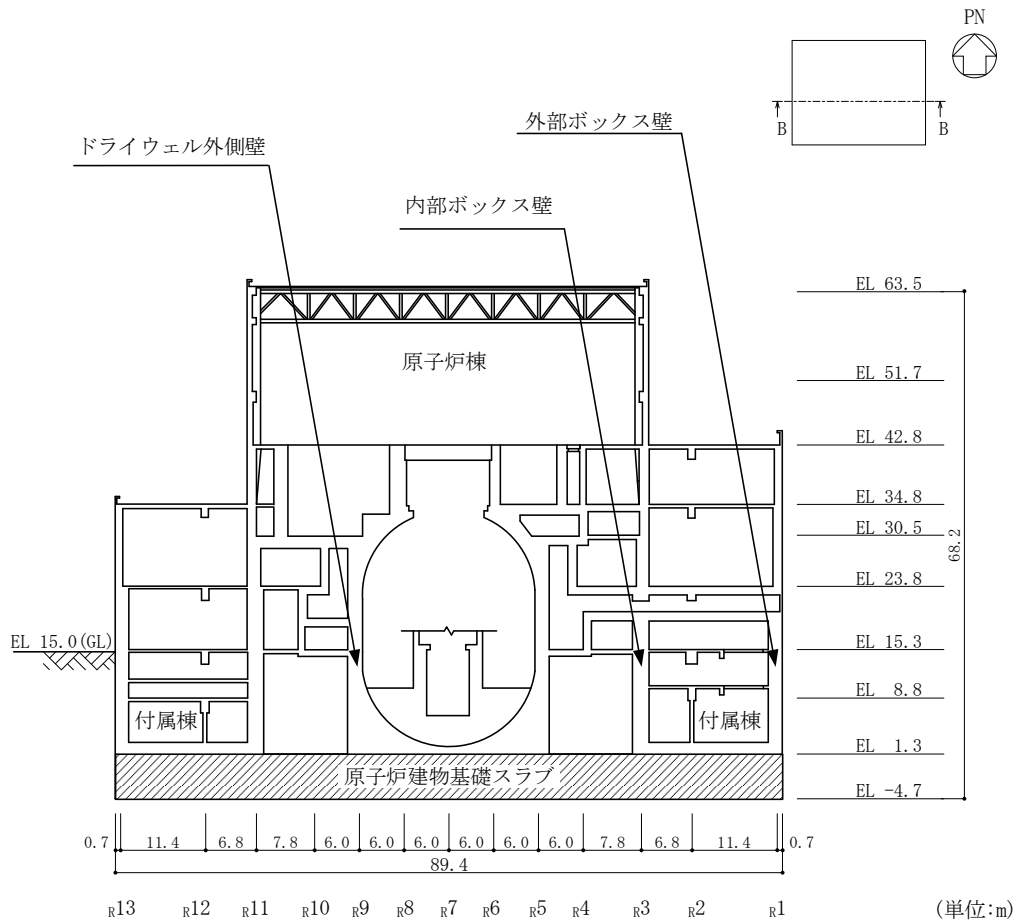 PN
B B
外部ボックス壁
ドライウェル外側壁
内部ボックス壁
EL 63.5
原子炉棟
EL 51.7
EL 42.8
EL 34.8
EL 30.5
68.2
EL 23.8
EL 15.0(GL)
EL 15.3
EL 8.8
付属棟 付属棟
EL 1.3
原子炉建物基礎スラブ
EL -4.7
0.7 11.4 6.8 7.8 6.0 6.0 6.0 6.0 6.0 6.0 7.8 6.8 11.4 0.7
89.4
R13 R12 R11 R10 R9 R8 R7 R6 R5 R4 R3 R2 R1 (単位:m)